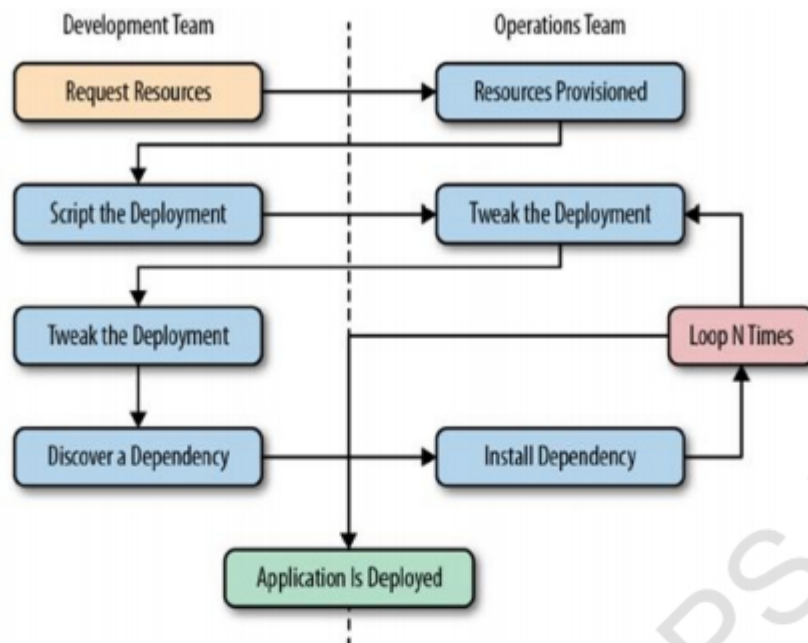 Development Team
Operations Team
Request Resources
Resources Provisioned
Script the Deployment
Tweak the Deployment
Tweak the Deployment
Loop N Times
Discover a Dependency
Install Dependency
Application Is Deployed
PS